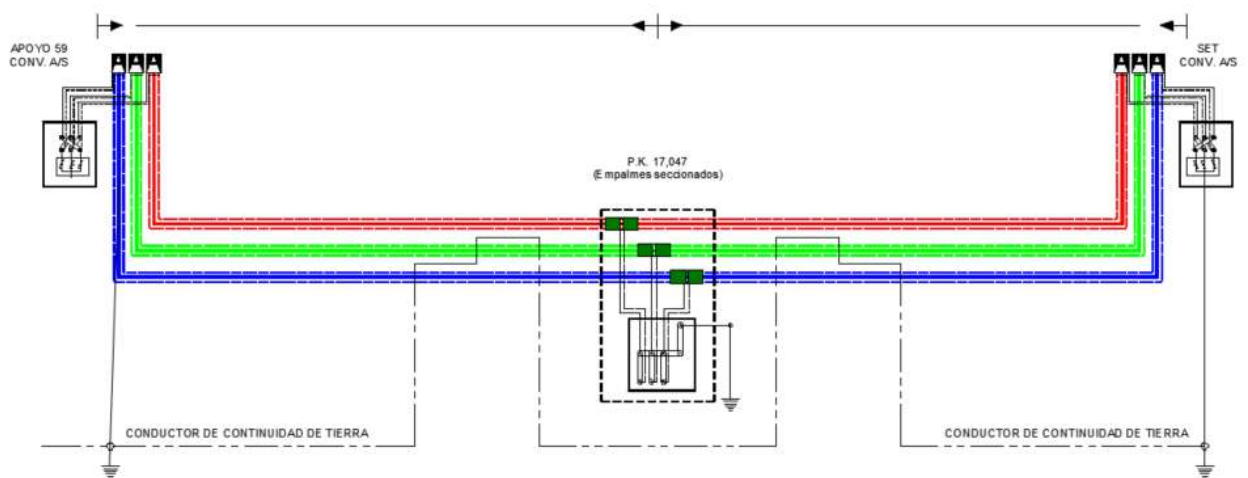 APOYO 59
CONV. A/S
SET
CONV. A/S
P.K. 17,047
(Empalmes seccionados)
CONDUCTOR DE CONTINUIDAD DE TIERRA
CONDUCTOR DE CONTINUIDAD DE TIERRA